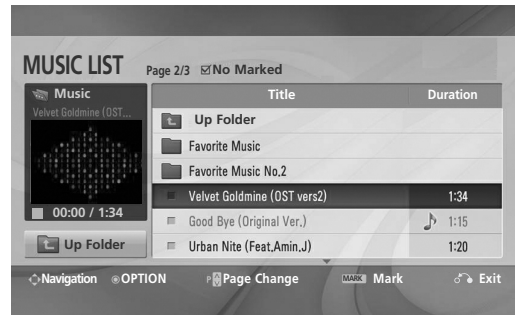 MUSIC LIST Page 2/3 No Marked
Music
Velvet Goldmine (OST...
00:00 / 1:34
Up Folder
Title Duration
Up Folder
Favorite Music
Favorite Music No.2
Velvet Goldmine (OST vers2) 1:34
Good Bye (Original Ver.) 1:15
Urban Nite (Feat.Amin.J) 1:20
Navigation OPTION P Page Change MARK Mark Exit